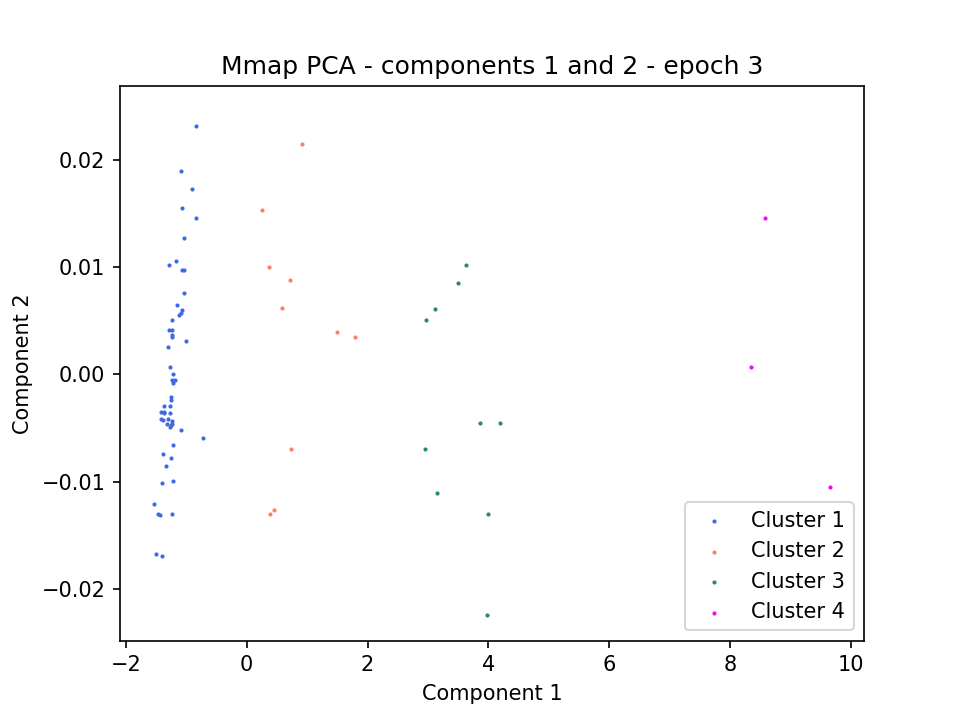 Mmap PCA - components 1 and 2 - epoch 3
Component 2
0.02
0.01
0.00
−0.01
−0.02
−2
0
2
4
6
8
10
Component 1
Cluster 1
Cluster 2
Cluster 3
Cluster 4